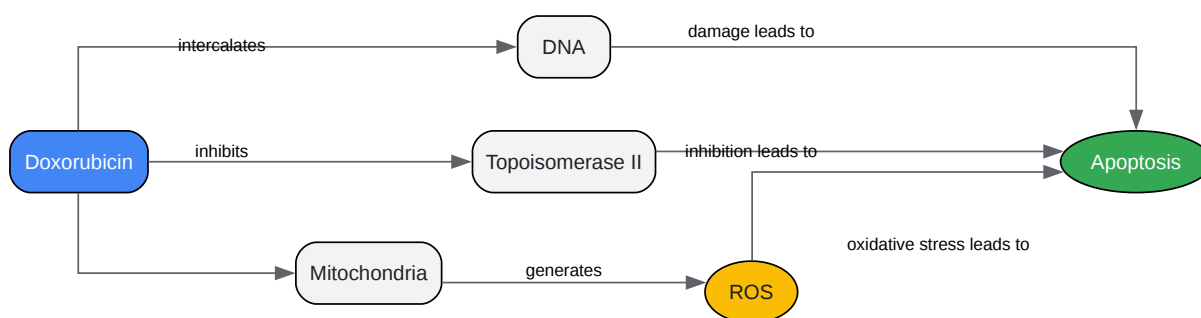 intercalates
DNA
damage leads to
Doxorubicin
inhibits
Topoisomerase II
inhibition leads to
Apoptosis
Mitochondria
generates
ROS
oxidative stress leads to